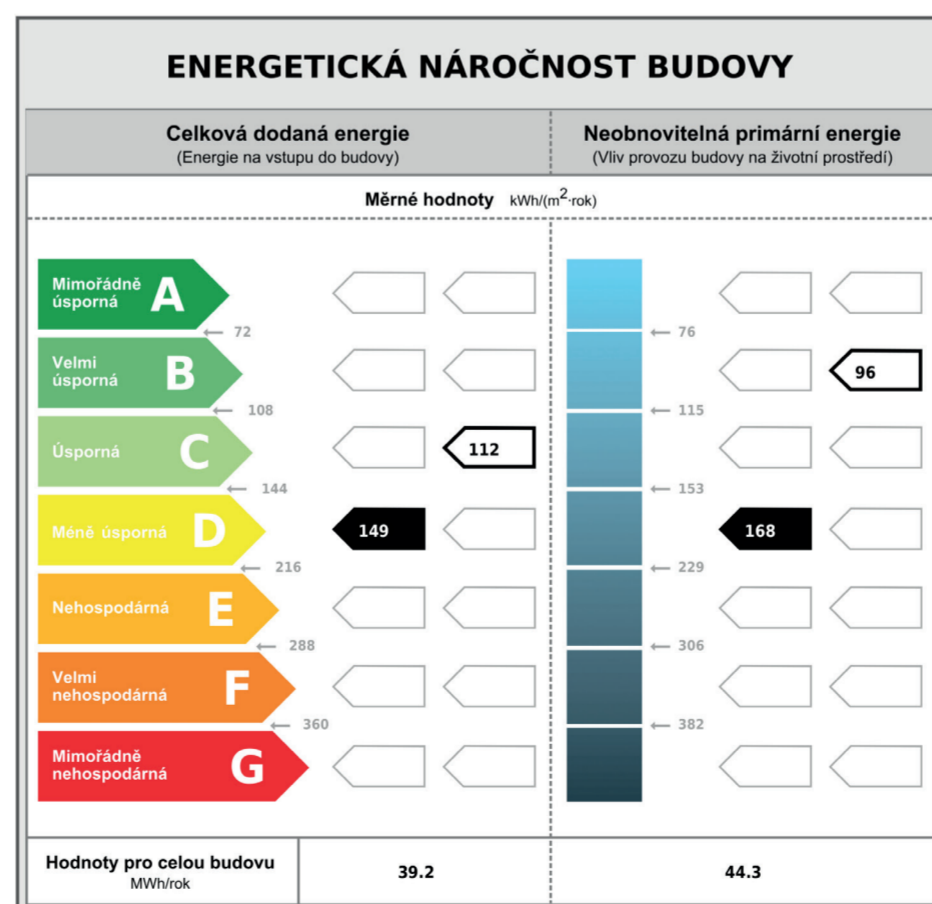 ENERGETICKÁ NÁROČNOST BUDOVY
Celková dodaná energie
(Energie na vstupu do budovy)
Neobnovitelná primární energie
(Vliv provozu budovy na životní prostředí)
Měrné hodnoty kWh/(m²·rok)
Mimořádně
úsporná
A
72
76
Velmi
úsporná
B
96
108
115
Úsporná
C
112
144
153
Méně úsporná
D
149
168
216
229
Nehospodárná
E
288
306
Velmi
nehospodárná
F
360
382
Mimořádně
nehospodárná
G
Hodnoty pro celou budovu
MWh/rok
39.2
44.3